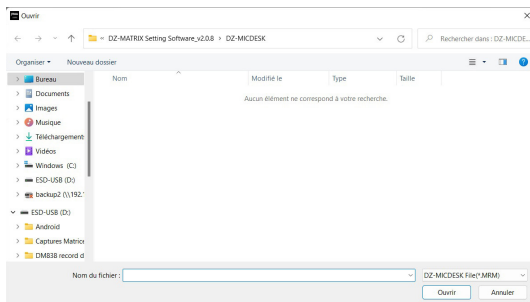 Ouvrir
« DZ-MATRIX Setting Software_v2.0.8 > DZ-MICDESK
Rechercher dans : DZ-MICDE...
Organiser
Nouveau dossier
Nom
Modifié le
Type
Taille
Bureau
Aucun élément ne correspond à votre recherche.
Documents
Images
Musique
Téléchargement
Vidéos
Windows (C:)
ESD-USB (D:)
backup2 (\\192.
ESD-USB (D:)
Android
Captures Matrice
DM838 record d
Nom du fichier :
DZ-MICDESK File(*.MRM)
Ouvrir
Annuler